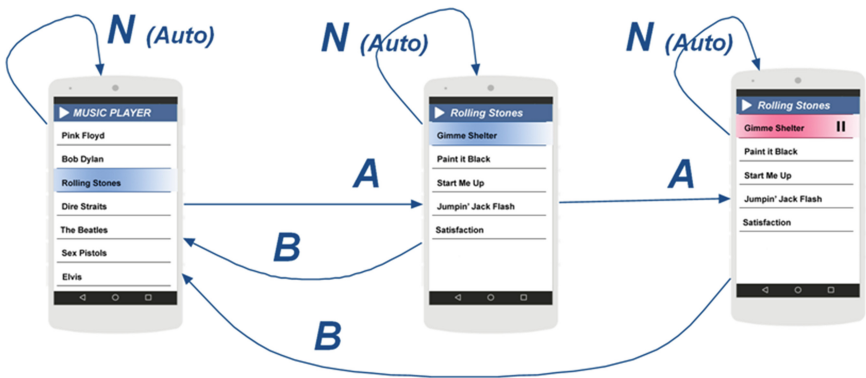 N (Auto)
N (Auto)
N (Auto)
MUSIC PLAYER
Pink Floyd
Bob Dylan
Rolling Stones
Dire Straits
The Beatles
Sex Pistols
Elvis
A
B
Rolling Stones
Gimme Shelter
Paint it Black
Start Me Up
Jumpin' Jack Flash
Satisfaction
A
B
Rolling Stones
Gimme Shelter
Paint it Black
Start Me Up
Jumpin' Jack Flash
Satisfaction